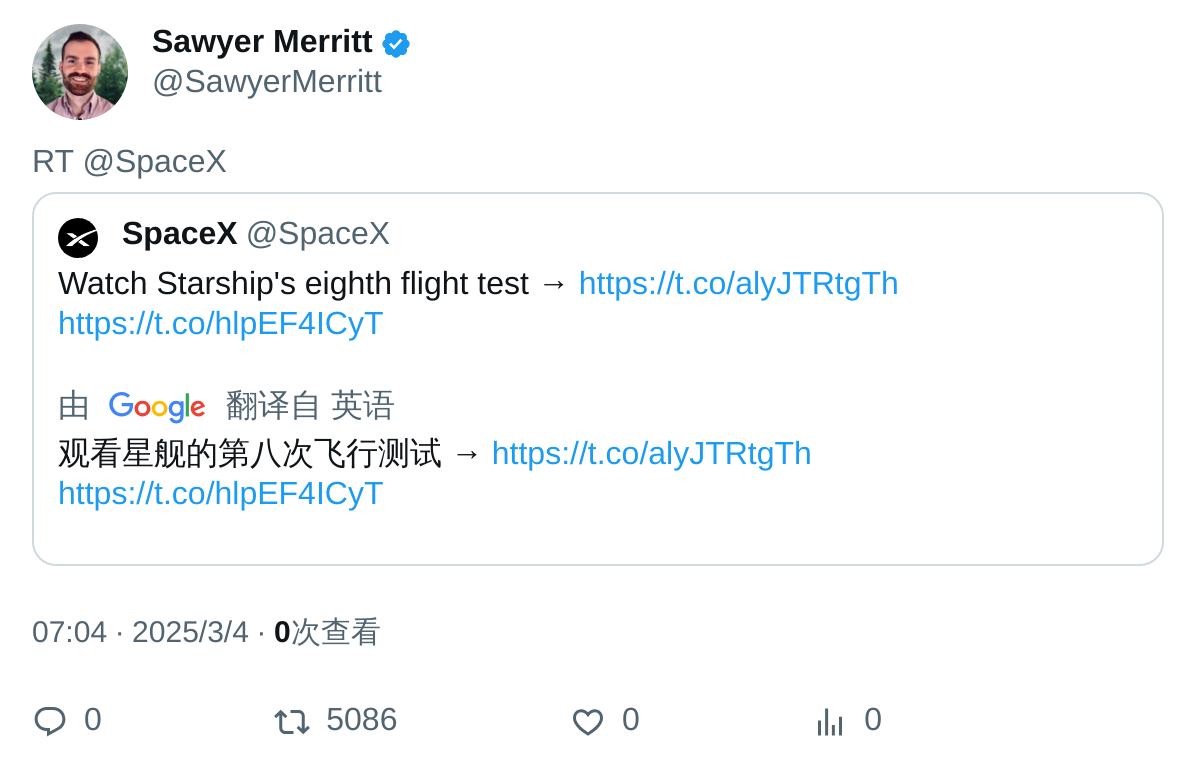 Sawyer Merritt
@SawyerMerritt
RT @SpaceX
SpaceX @SpaceX
Watch Starship's eighth flight test → https://t.co/alyJTRtgTh
https://t.co/hlpEF4ICyT
由 Google 翻译自 英语
观看星舰的第八次飞行测试 → https://t.co/alyJTRtgTh
https://t.co/hlpEF4ICyT
07:04 · 2025/3/4 · 0次查看
0 5086 0 0